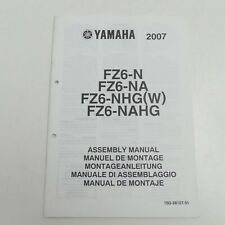 YAMAHA 2007
FZ6-N
FZ6-NA
FZ6-NHG(W)
FZ6-NAHG
ASSEMBLY MANUAL
MANUEL DE MONTAGE
MONTAGEANLEITUNG
MANUALE DI ASSEMBLAGGIO
MANUAL DE MONTAJE